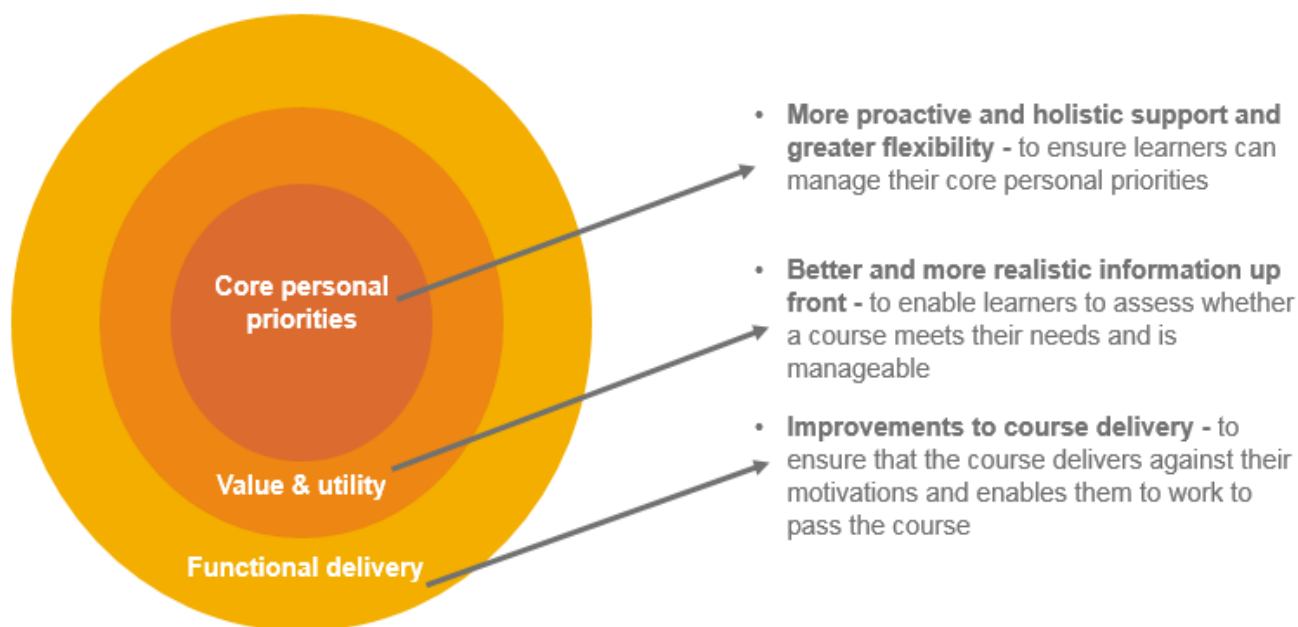 Core personal
priorities
Value & utility
Functional delivery
• More proactive and holistic support and
greater flexibility - to ensure learners can
manage their core personal priorities
• Better and more realistic information up
front - to enable learners to assess whether
a course meets their needs and is
manageable
• Improvements to course delivery - to
ensure that the course delivers against their
motivations and enables them to work to
pass the course